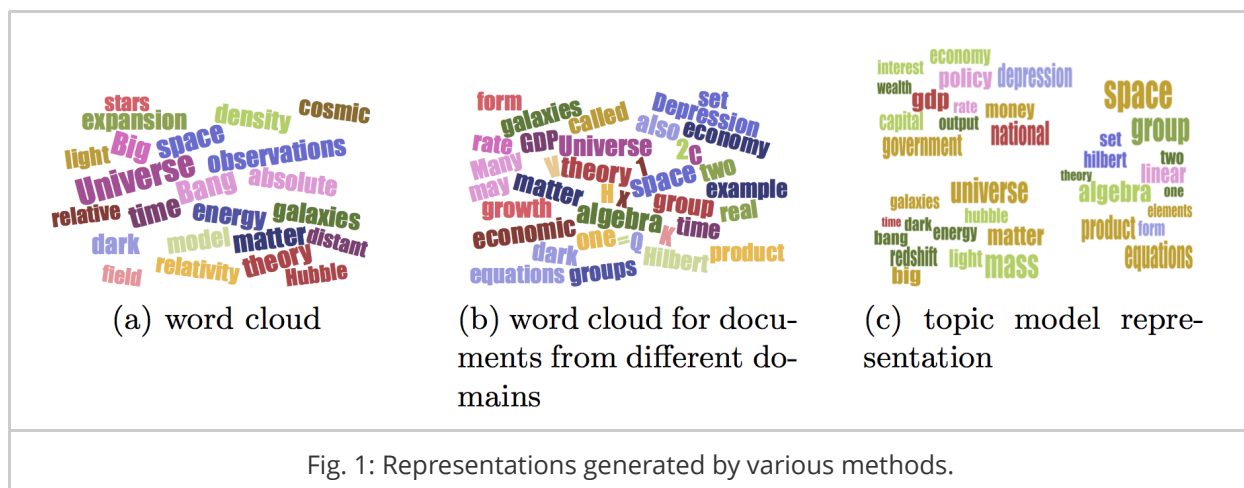 stars
expansion
density
cosmic
light
Big
space
observations
Universe
Bang
absolute
relative
time
energy
galaxies
dark
model
matter
distant
field
relativity
theory
Hubble
(a) word cloud
form
galaxies
called
set
Depression
also
economy
rate
GDP
Universe
2
c
Many
may
V
theory
1
space
two
matter
H
X
group
example
growth
algebra
time
real
economic
one
=
Q
K
dark
Hilbert
product
equations
groups
(b) word cloud for docu-
ments from different do-
mains
interest
economy
policy
depression
wealth
gdp
rate
money
capital
output
national
government
space
group
set
hilbert
two
theory
linear
algebra
one
elements
product
form
equations
galaxies
universe
hubble
time
dark
bang
energy
matter
redshift
light
mass
big
(c) topic model repre-
sentation
Fig. 1: Representations generated by various methods.